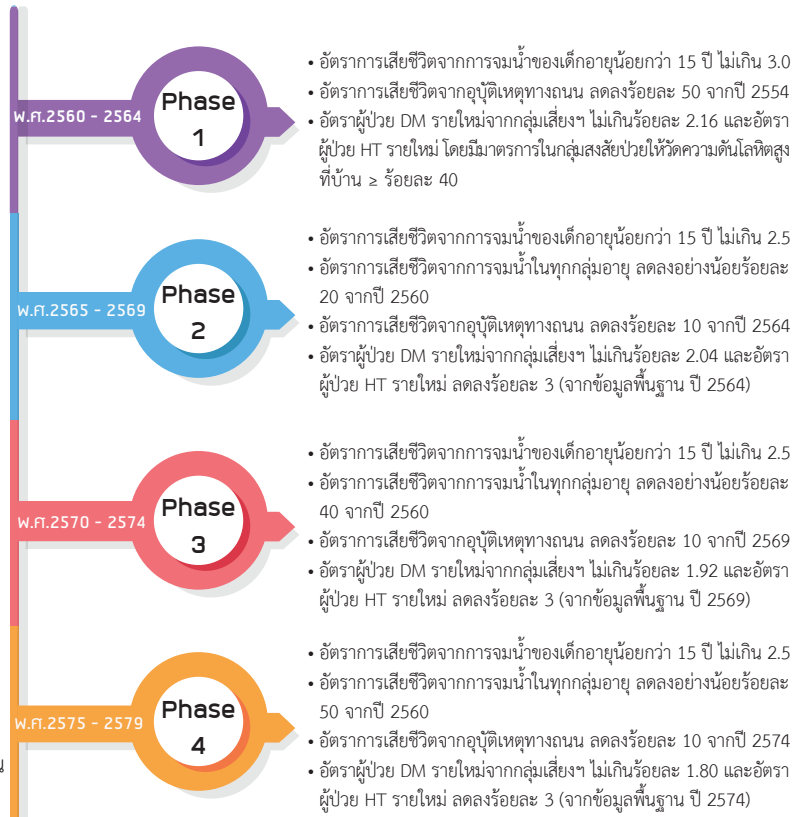 พ.ศ.2560 - 2564
Phase
1
• อัตราการเสียชีวิตจากการจมน้ำของเด็กอายุน้อยกว่า 15 ปี ไม่เกิน 3.0
• อัตราการเสียชีวิตจากอุบัติเหตุทางถนน ลดลงร้อยละ 50 จากปี 2554
• อัตราผู้ป่วย DM รายใหม่จากกลุ่มเสี่ยงฯ ไม่เกินร้อยละ 2.16 และอัตรา
ผู้ป่วย HT รายใหม่ โดยมีมาตรการในกลุ่มสงสัยป่วยให้วัดความดันโลหิตสูง
ที่บ้าน ≥ ร้อยละ 40
พ.ศ.2565 - 2569
Phase
2
• อัตราการเสียชีวิตจากการจมน้ำของเด็กอายุน้อยกว่า 15 ปี ไม่เกิน 2.5
• อัตราการเสียชีวิตจากการจมน้ำในทุกกลุ่มอายุ ลดลงอย่างน้อยร้อยละ
20 จากปี 2560
• อัตราการเสียชีวิตจากอุบัติเหตุทางถนน ลดลงร้อยละ 10 จากปี 2564
• อัตราผู้ป่วย DM รายใหม่จากกลุ่มเสี่ยงฯ ไม่เกินร้อยละ 2.04 และอัตรา
ผู้ป่วย HT รายใหม่ ลดลงร้อยละ 3 (จากข้อมูลพื้นฐาน ปี 2564)
พ.ศ.2570 - 2574
Phase
3
• อัตราการเสียชีวิตจากการจมน้ำของเด็กอายุน้อยกว่า 15 ปี ไม่เกิน 2.5
• อัตราการเสียชีวิตจากการจมน้ำในทุกกลุ่มอายุ ลดลงอย่างน้อยร้อยละ
40 จากปี 2560
• อัตราการเสียชีวิตจากอุบัติเหตุทางถนน ลดลงร้อยละ 10 จากปี 2569
• อัตราผู้ป่วย DM รายใหม่จากกลุ่มเสี่ยงฯ ไม่เกินร้อยละ 1.92 และอัตรา
ผู้ป่วย HT รายใหม่ ลดลงร้อยละ 3 (จากข้อมูลพื้นฐาน ปี 2569)
พ.ศ.2575 - 2579
Phase
4
• อัตราการเสียชีวิตจากการจมน้ำของเด็กอายุน้อยกว่า 15 ปี ไม่เกิน 2.5
• อัตราการเสียชีวิตจากการจมน้ำในทุกกลุ่มอายุ ลดลงอย่างน้อยร้อยละ
50 จากปี 2560
• อัตราการเสียชีวิตจากอุบัติเหตุทางถนน ลดลงร้อยละ 10 จากปี 2574
• อัตราผู้ป่วย DM รายใหม่จากกลุ่มเสี่ยงฯ ไม่เกินร้อยละ 1.80 และอัตรา
ผู้ป่วย HT รายใหม่ ลดลงร้อยละ 3 (จากข้อมูลพื้นฐาน ปี 2574)